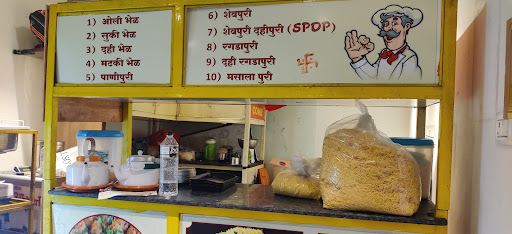 1) ओली भेळ
2) सुकी भेळ
3) दही भेळ
4) मटकी भेळ
5) पाणीपुरी
6) शेवपुरी
7) शेवपुरी दहीपुरी (SPDP)
8) रगडापुरी
9) दही रगडापुरी
10) मसाला पुरी